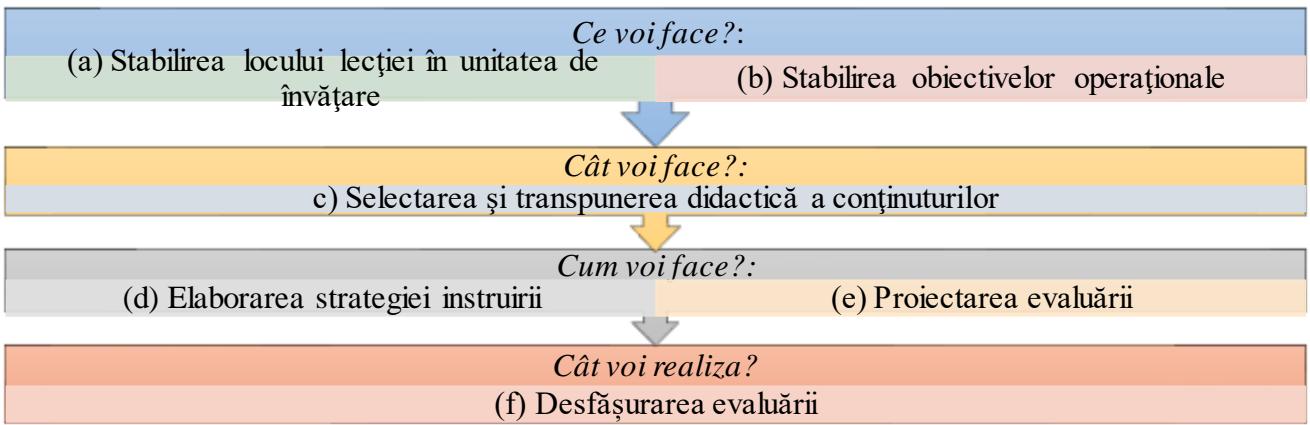 Ce voi face?:
(a) Stabilirea locului lecţiei în unitatea de
învăţare
(b) Stabilirea obiectivelor operaţionale
Cât voi face?:
c) Selectarea şi transpunerea didactică a conţinuturilor
Cum voi face?:
(d) Elaborarea strategiei instruirii
(e) Proiectarea evaluării
Cât voi realiza?
(f) Desfășurarea evaluării